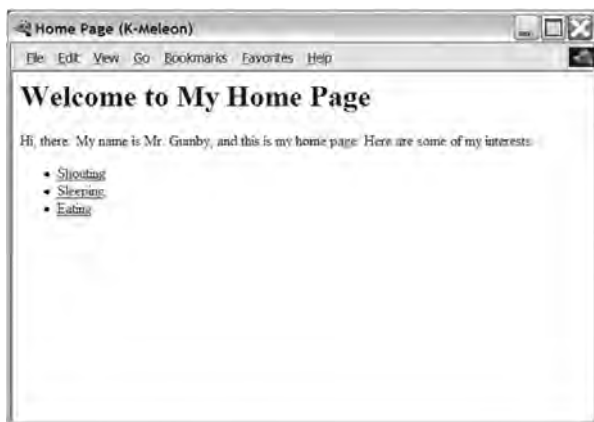 Home Page (K-Meleon)
File Edit View Go Bookmarks Favorites Help
Welcome to My Home Page
Hi, there. My name is Mr. Gumby, and this is my home page. Here are some of my interests:
Shouting
Sleeping
Eating